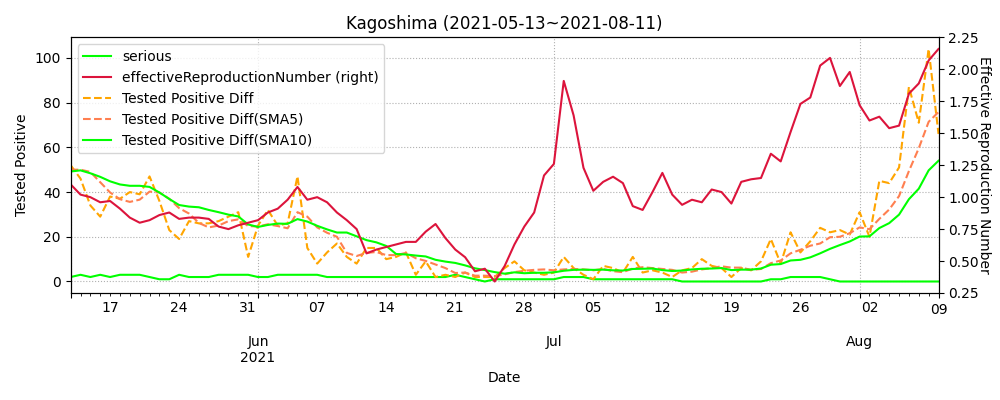 Kagoshima (2021-05-13~2021-08-11)
serious
effectiveReproductionNumber (right)
Tested Positive Diff
Tested Positive Diff(SMA5)
Tested Positive Diff(SMA10)
Tested Positive
100
80
60
40
20
0
2.25
2.00
1.75
1.50
1.25
1.00
0.75
0.50
0.25
Effective Reproduction Number
17 24 31 07 14 21 28 05 12 19 26 02 09
Jun Jul Aug
2021
Date